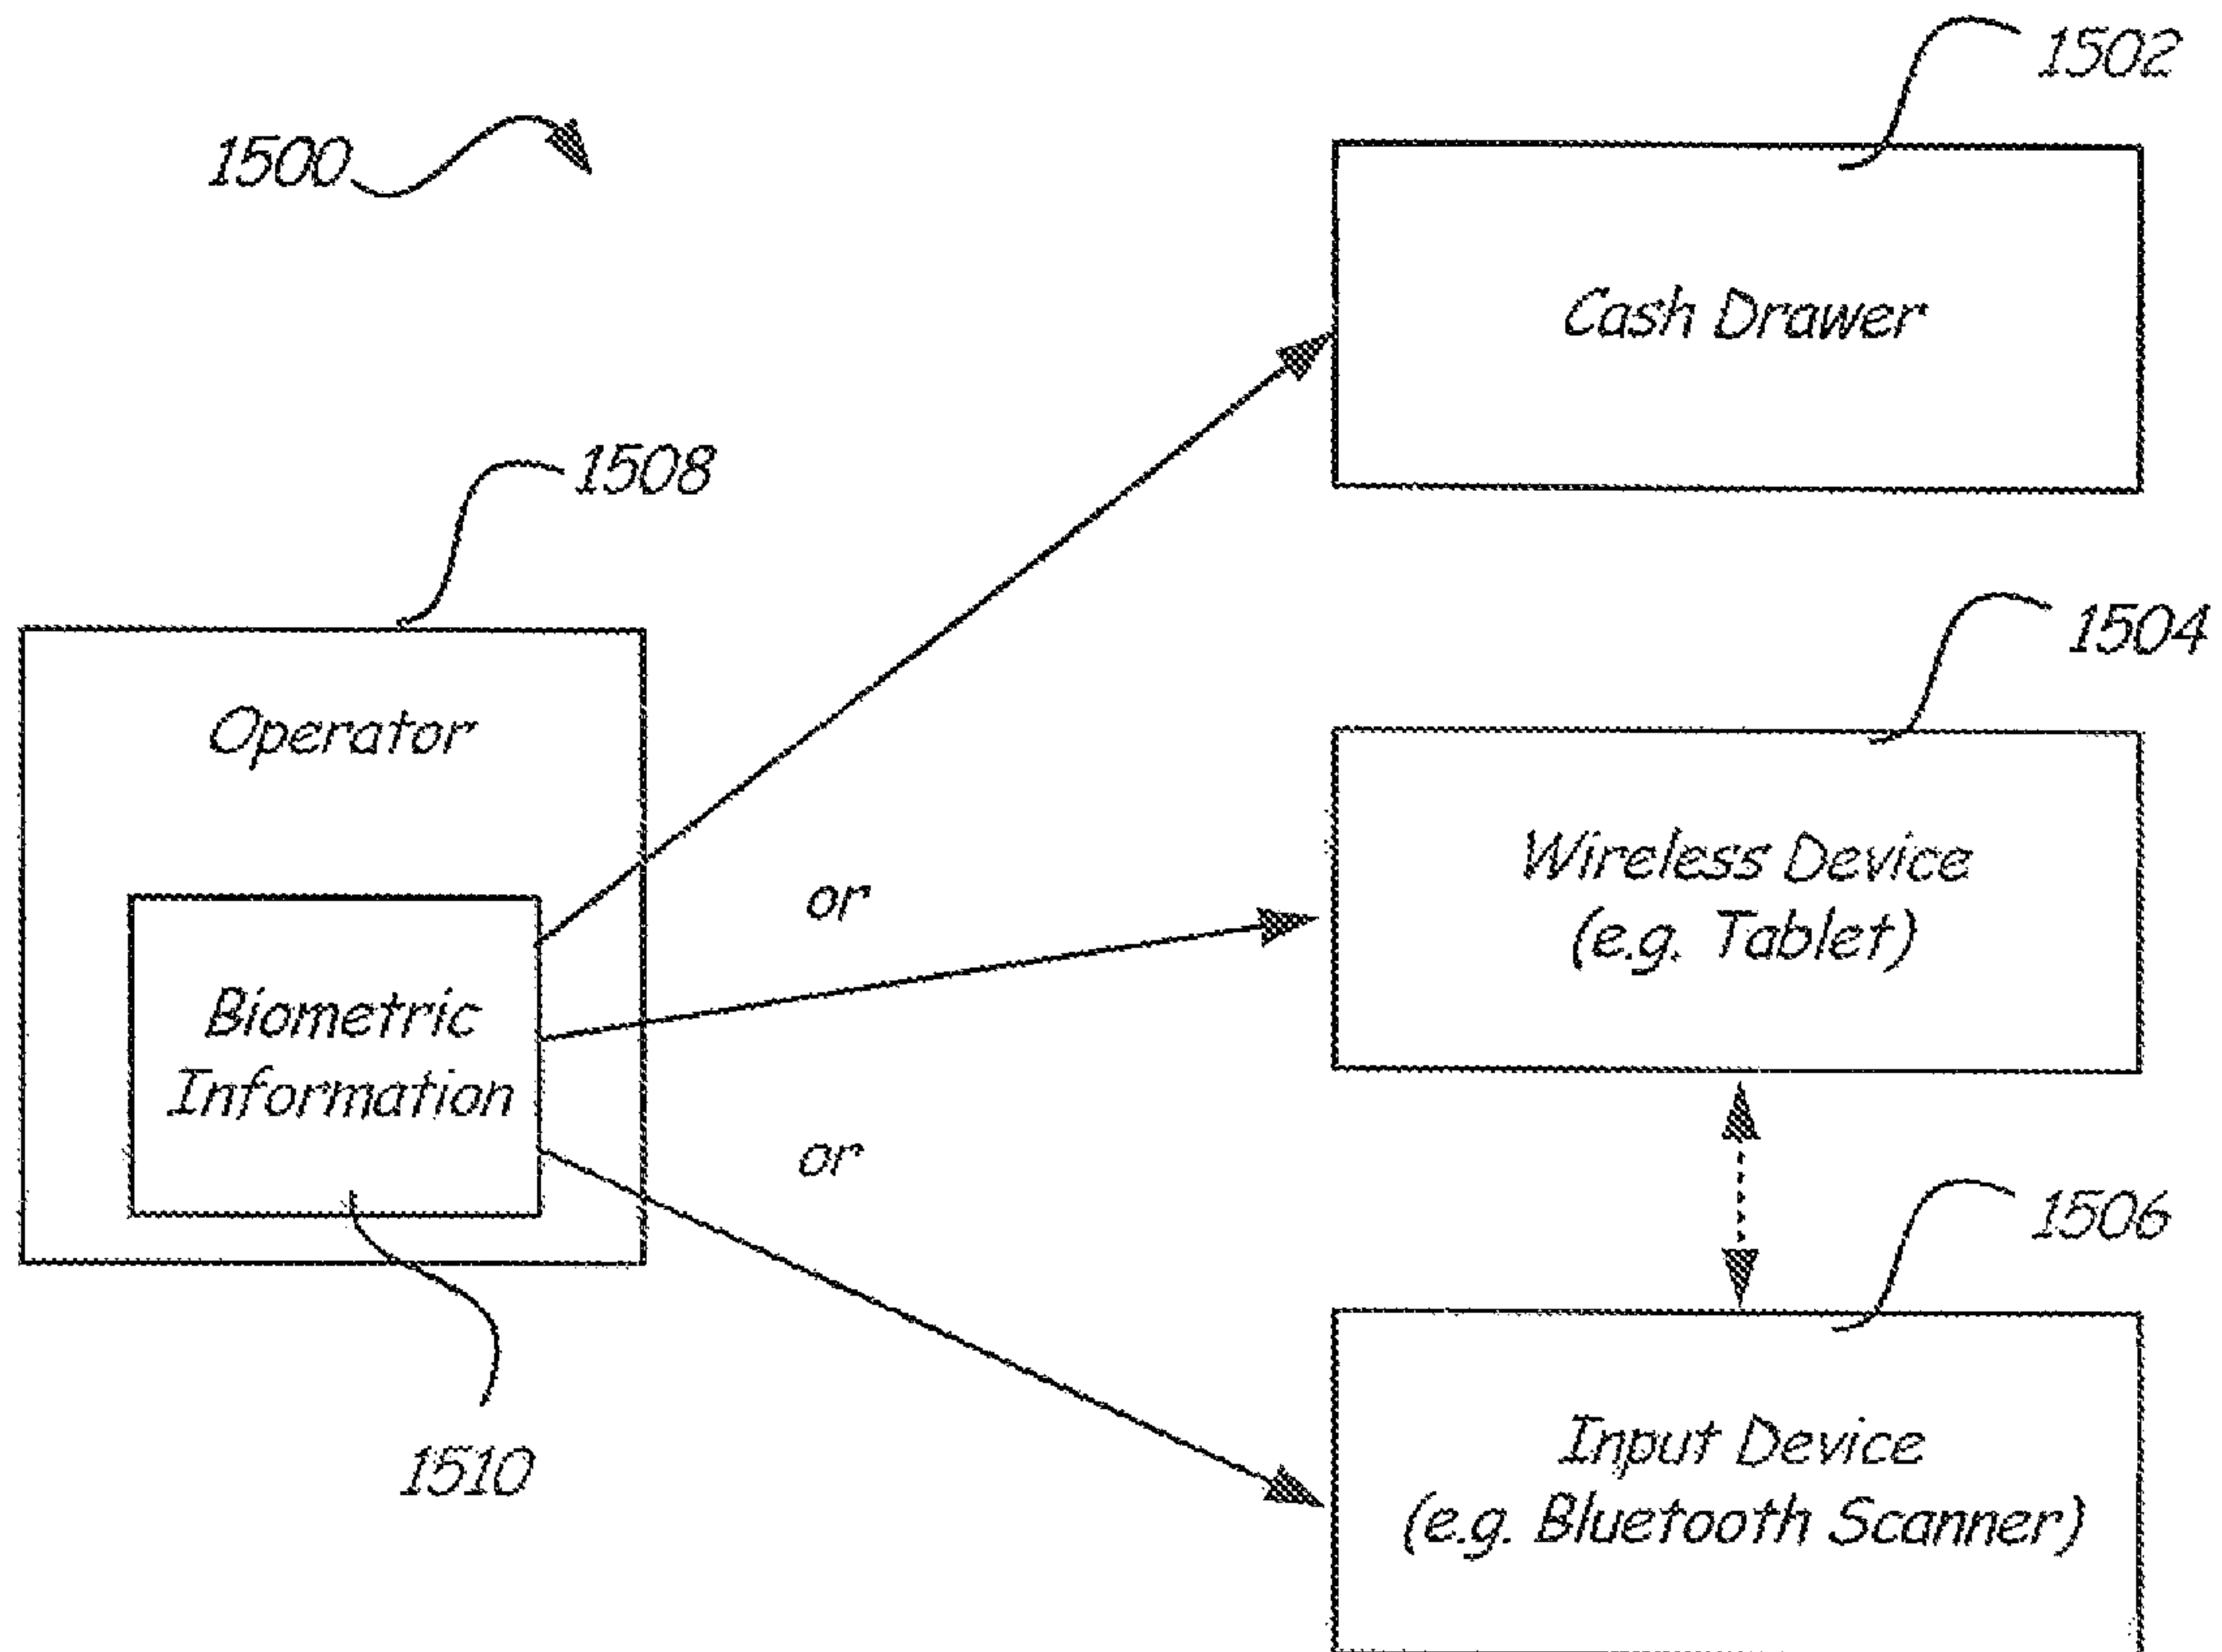 1502
1500
Cash Drawer
1508
1504
Operator
Wireless Device
(e.g. Tablet)
or
Biometric
Information
or
1506
Input Device
(e.g. Bluetooth Scanner)
1510